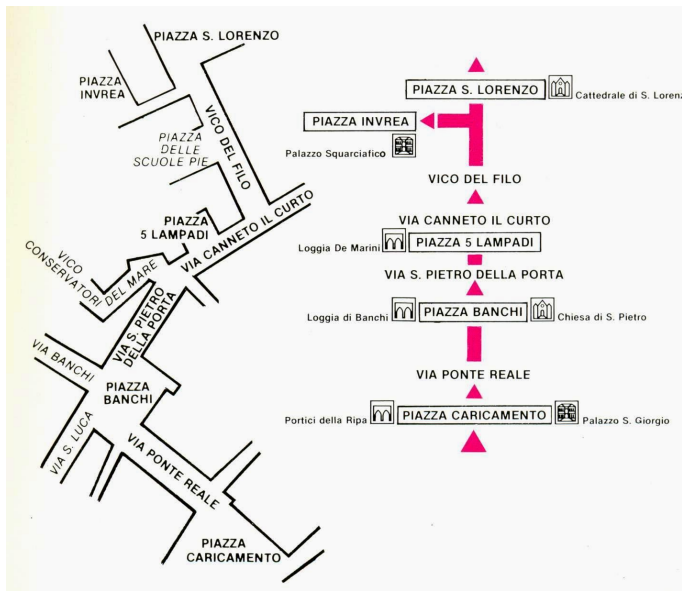 PIAZZA S. LORENZO
PIAZZA
INVREA
VICO DEL FILO
PIAZZA
DELLE
SCUOLE PIE
PIAZZA
5 LAMPADI
VIA CANNETO IL CURTO
VICO
CONSERVATORI DEL MARE
VIA S. PIETRO
DELLA PORTA
VIA BANCHI
PIAZZA
BANCHI
VIA S. LUCA
VIA PONTE REALE
PIAZZA
CARICAMENTO
PIAZZA S. LORENZO
Cattedrale di S. Lorenz
PIAZZA INVREA
Palazzo Squarciafico
VICO DEL FILO
VIA CANNETO IL CURTO
Loggia De Marini
PIAZZA 5 LAMPADI
VIA S. PIETRO DELLA PORTA
Loggia di Banchi
PIAZZA BANCHI
Chiesa di S. Pietro
VIA PONTE REALE
Portici della Ripa
PIAZZA CARICAMENTO
Palazzo S. Giorgio